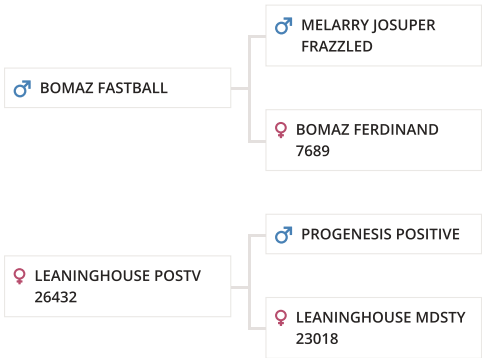 MELARRY JOSUPER
FRAZZLED
BOMAZ FASTBALL
BOMAZ FERDINAND
7689
PROGENESIS POSITIVE
LEANINGHOUSE POSTV
26432
LEANINGHOUSE MDSTY
23018